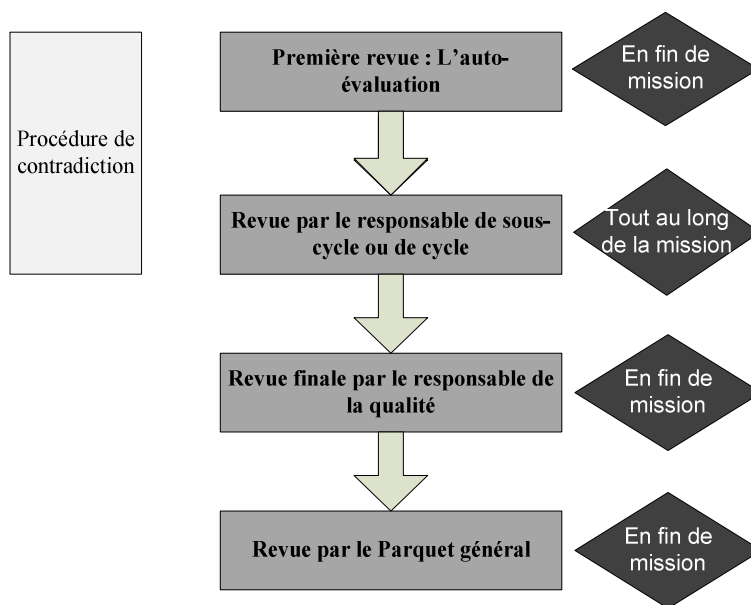 Procédure de
contradiction
Première revue : L'auto-
évaluation
En fin de
mission
Revue par le responsable de sous-
cycle ou de cycle
Tout au long
de la mission
Revue finale par le responsable de
la qualité
En fin de
mission
Revue par le Parquet général
En fin de
mission